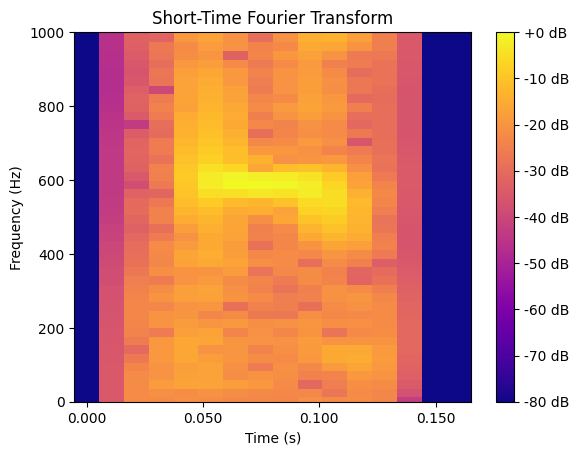 Short-Time Fourier Transform
1000
800
600
400
200
0
Frequency (Hz)
0.000
0.050
0.100
0.150
Time (s)
+0 dB
-10 dB
-20 dB
-30 dB
-40 dB
-50 dB
-60 dB
-70 dB
-80 dB